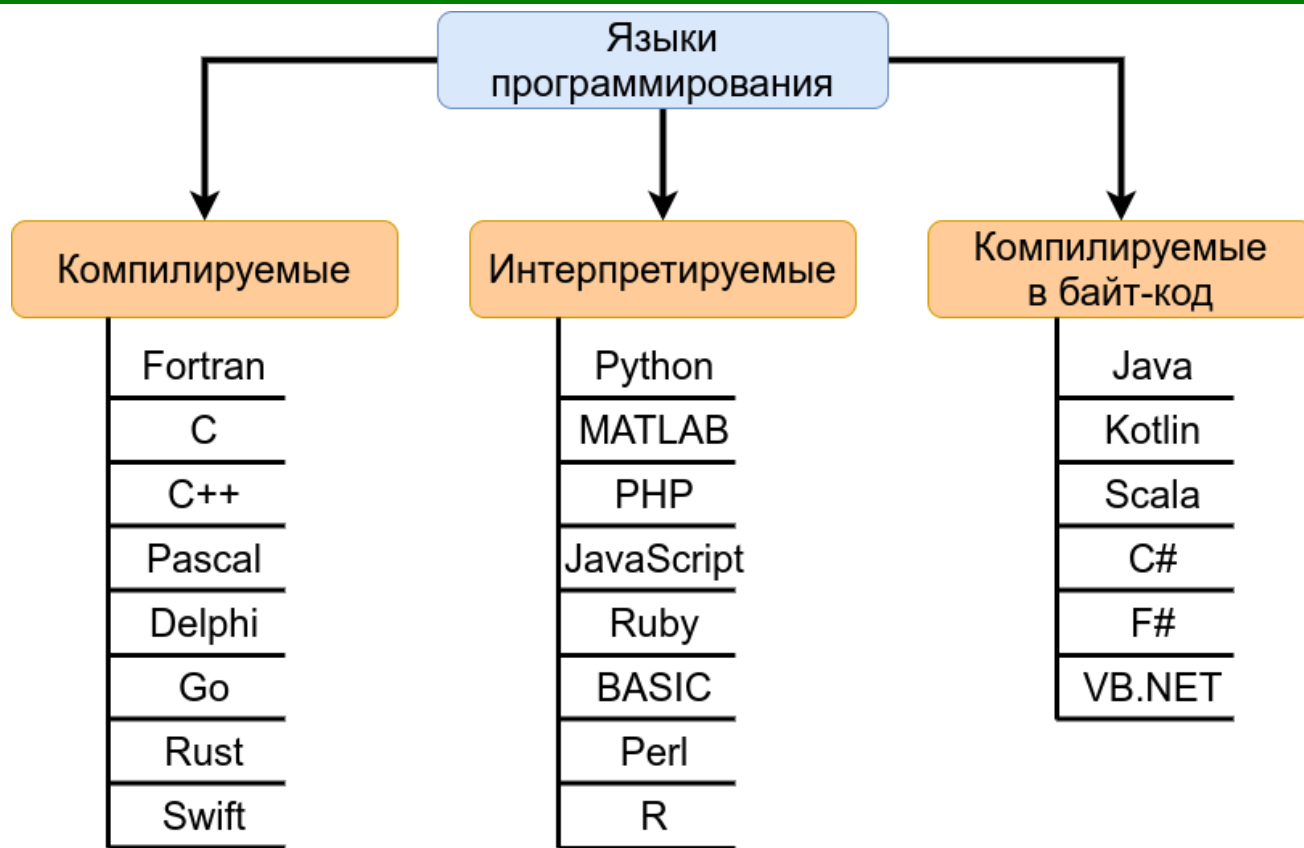 Языки
программирования
Компилируемые
Fortran
C
C++
Pascal
Delphi
Go
Rust
Swift
Интерпретируемые
Python
MATLAB
PHP
JavaScript
Ruby
BASIC
Perl
R
Компилируемые
в байт-код
Java
Kotlin
Scala
C#
F#
VB.NET